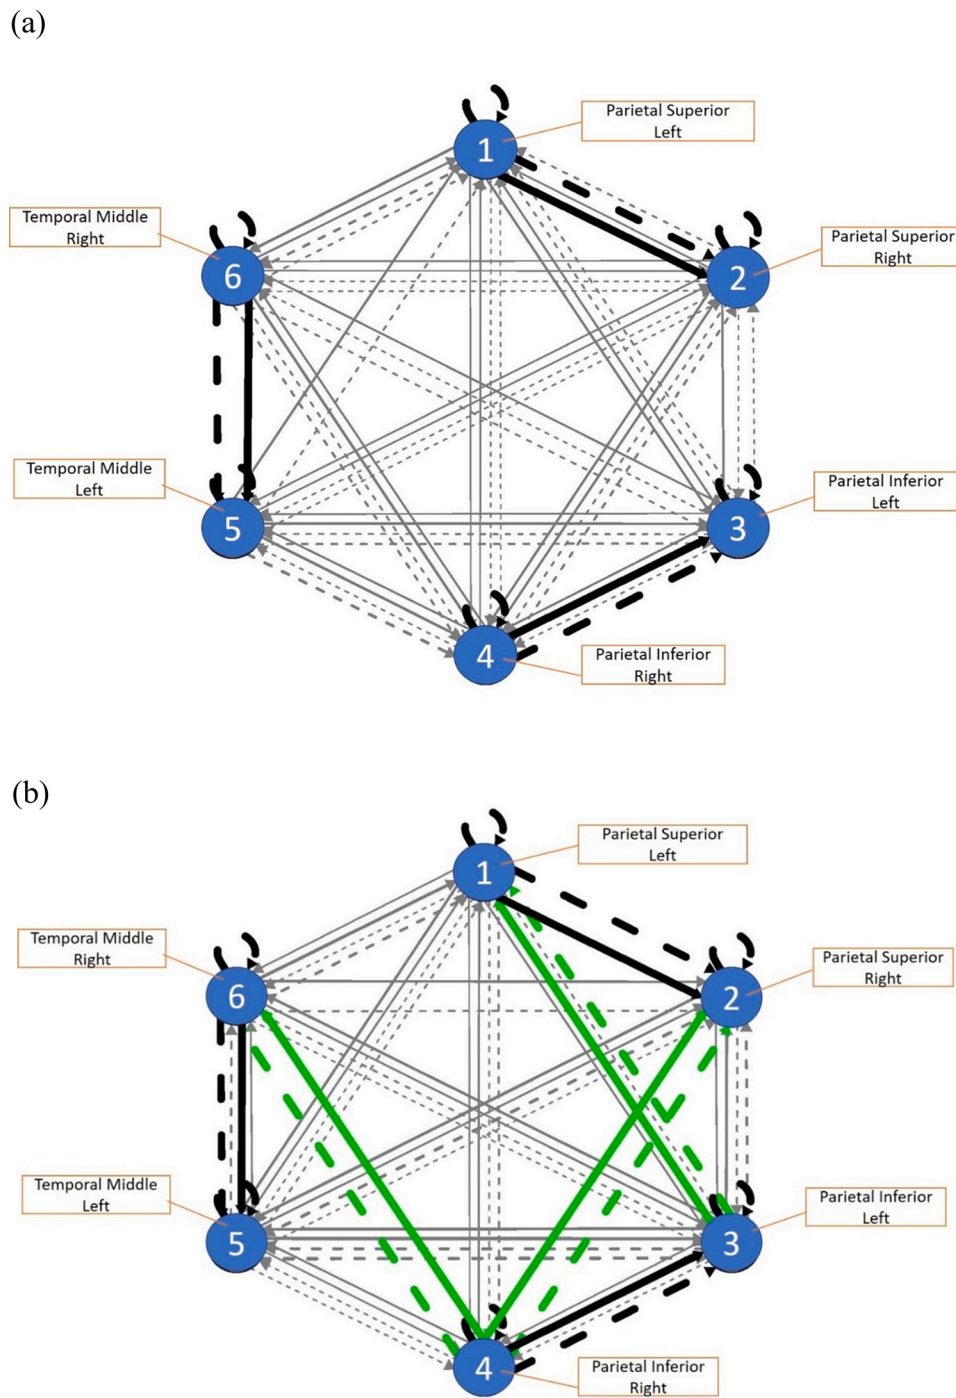 (a)
1
Parietal Superior
Left
Temporal Middle
Right
Parietal Superior
Right
6
2
Temporal Middle
Left
Parietal Inferior
Left
5
3
4
Parietal Inferior
Right
(b)
1
Parietal Superior
Left
Temporal Middle
Right
Parietal Superior
Right
6
2
Temporal Middle
Left
Parietal Inferior
Left
5
3
4
Parietal Inferior
Right